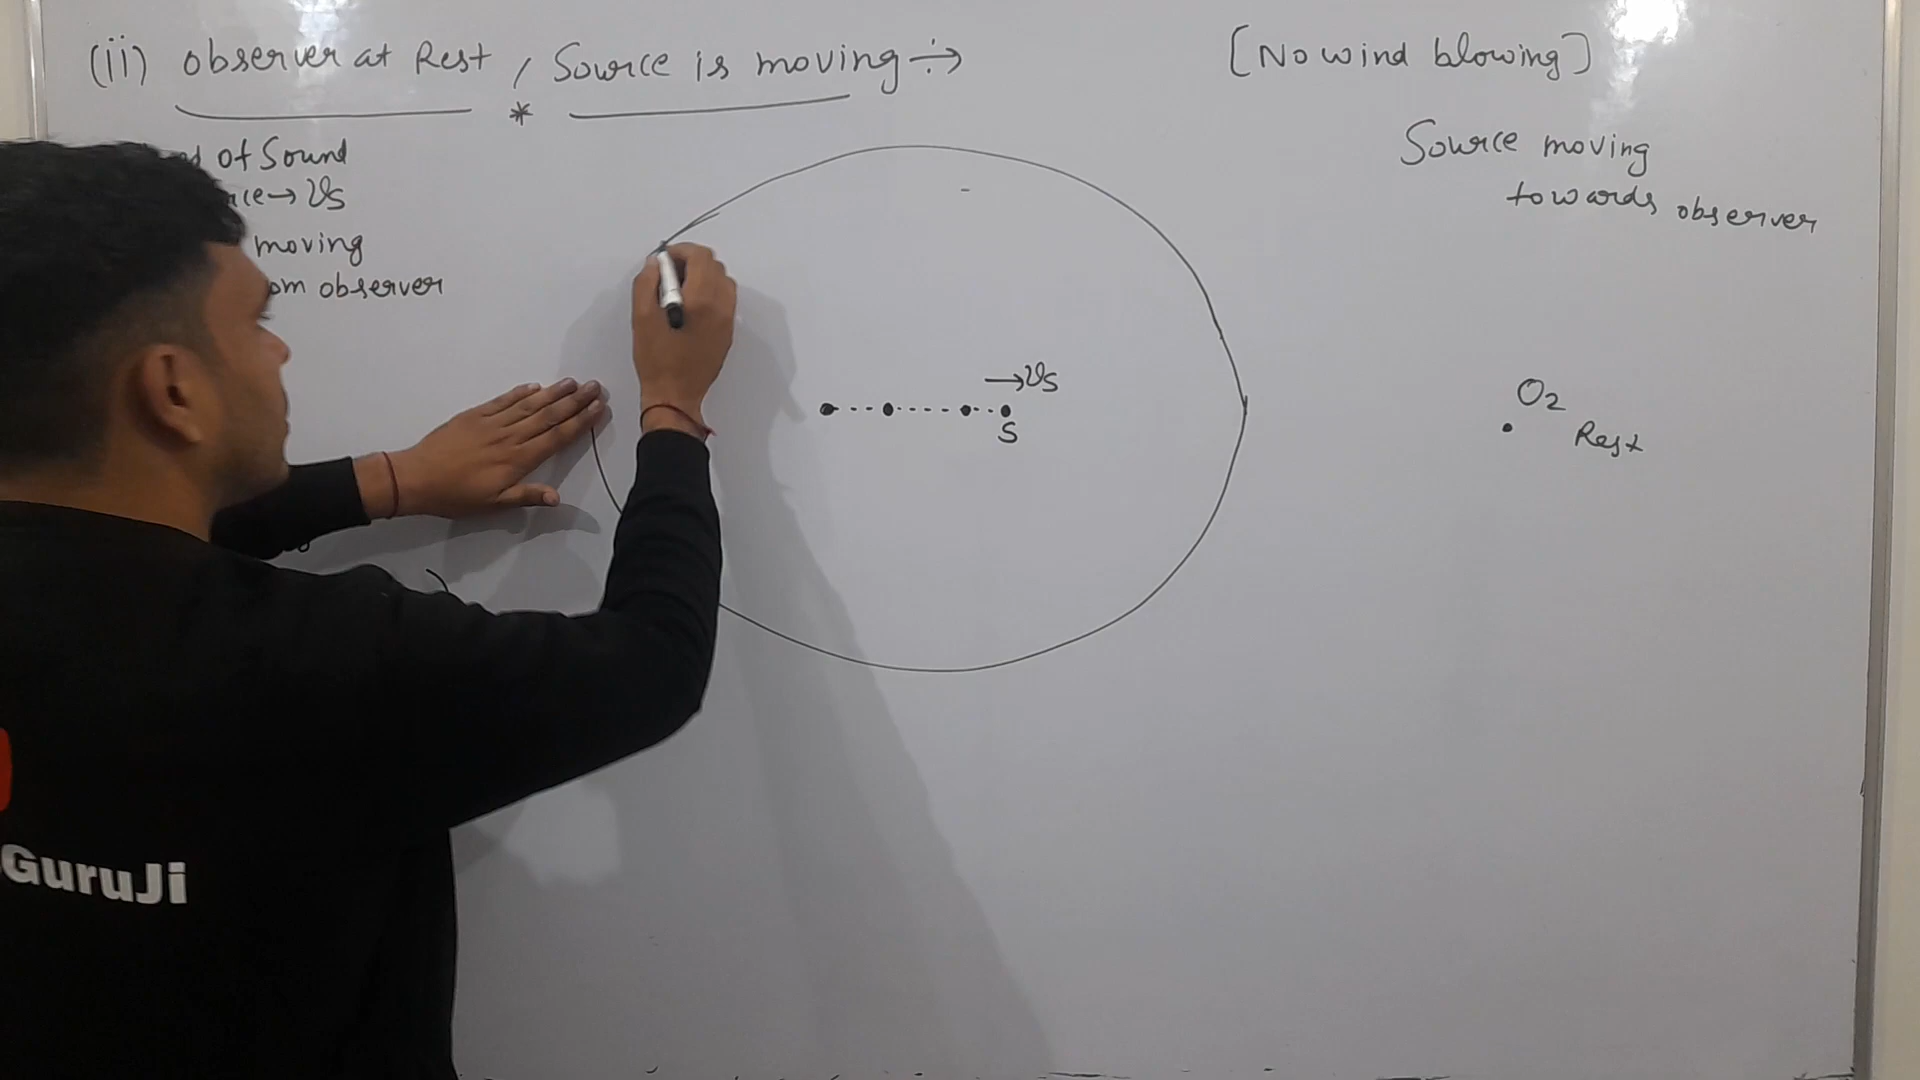 (ii) observer at Rest, Source is moving ÷>
[No wind blowing]
*
of Sound
→ Vs
moving
observer
Source moving
towards observer
→Vs
S
O2
Rest
GuruJi